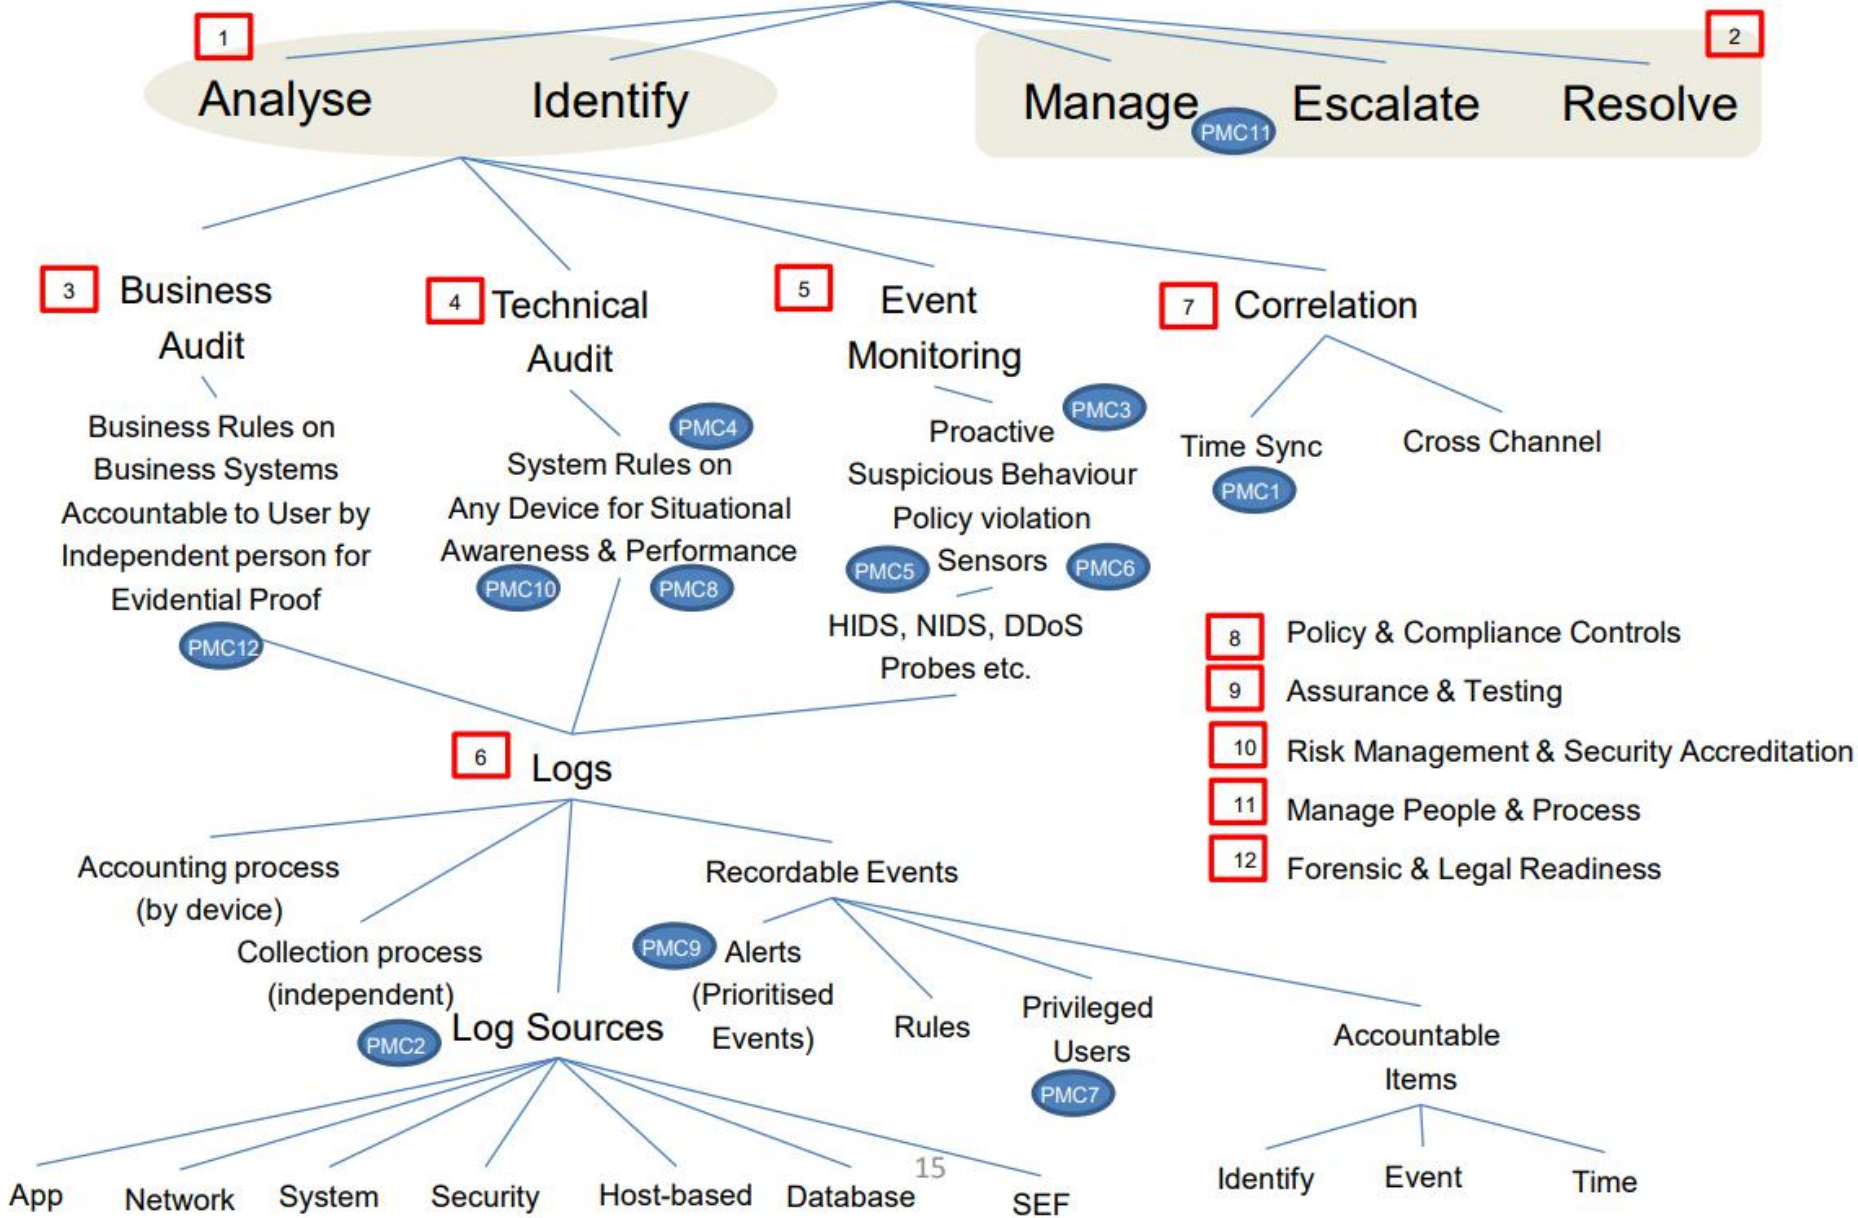 1
2
Analyse
Identify
Manage
PMC11
Escalate
Resolve
3
Business
Audit
Business Rules on
Business Systems
Accountable to User by
Independent person for
Evidential Proof
PMC12
4
Technical
Audit
PMC4
System Rules on
Any Device for Situational
Awareness & Performance
PMC10
PMC8
5
Event
Monitoring
PMC3
Proactive
Suspicious Behaviour
Policy violation
PMC5
Sensors
PMC6
HIDS, NIDS, DDoS
Probes etc.
7
Correlation
Time Sync
PMC1
Cross Channel
8
Policy & Compliance Controls
9
Assurance & Testing
10
Risk Management & Security Accreditation
11
Manage People & Process
12
Forensic & Legal Readiness
6
Logs
Accounting process
(by device)
Collection process
(independent)
PMC2
Log Sources
Recordable Events
PMC9
Alerts
(Prioritised
Events)
Rules
Privileged
Users
PMC7
Accountable
Items
App
Network
System
Security
Host-based
Database
15
SEF
Identify
Event
Time